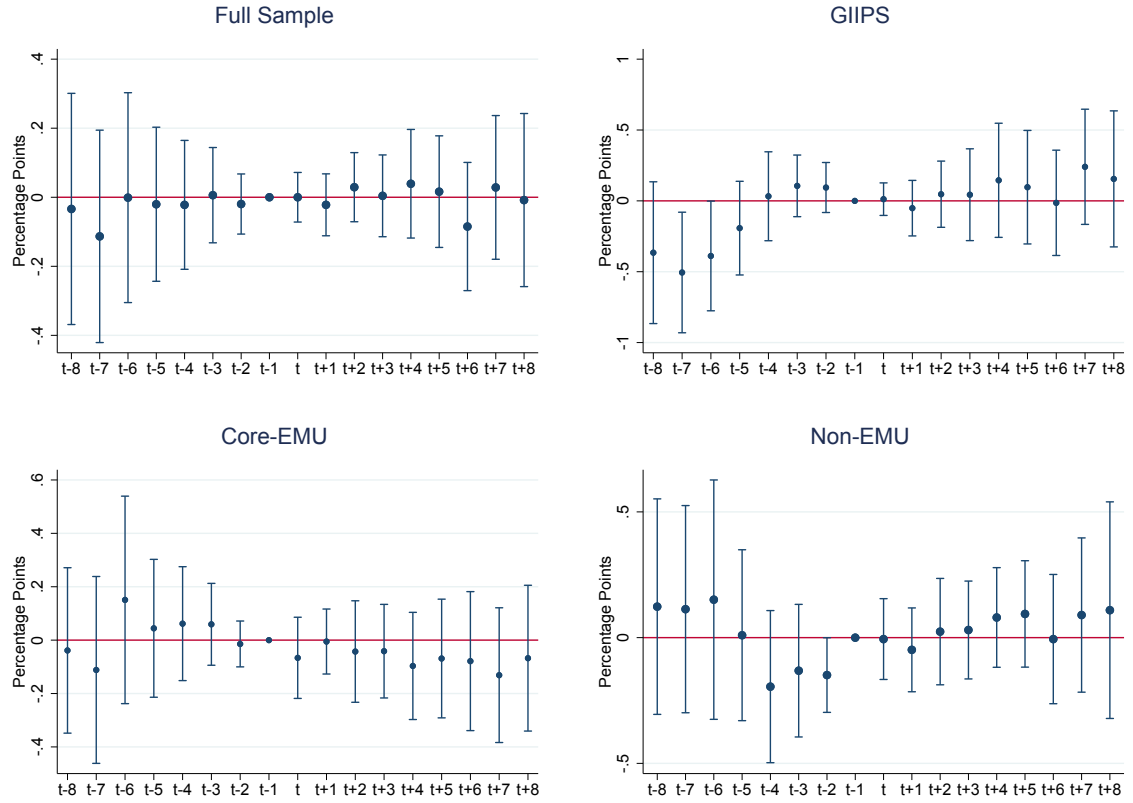 Full Sample
Percentage Points
.4
.2
0
-.2
-.4
t-8 t-7 t-6 t-5 t-4 t-3 t-2 t-1 t t+1 t+2 t+3 t+4 t+5 t+6 t+7 t+8
GIIPS
Percentage Points
1
.5
0
-.5
-1
t-8 t-7 t-6 t-5 t-4 t-3 t-2 t-1 t t+1 t+2 t+3 t+4 t+5 t+6 t+7 t+8
Core-EMU
Percentage Points
.6
.4
.2
0
-.2
-.4
t-8 t-7 t-6 t-5 t-4 t-3 t-2 t-1 t t+1 t+2 t+3 t+4 t+5 t+6 t+7 t+8
Non-EMU
Percentage Points
.5
0
-.5
t-8 t-7 t-6 t-5 t-4 t-3 t-2 t-1 t t+1 t+2 t+3 t+4 t+5 t+6 t+7 t+8